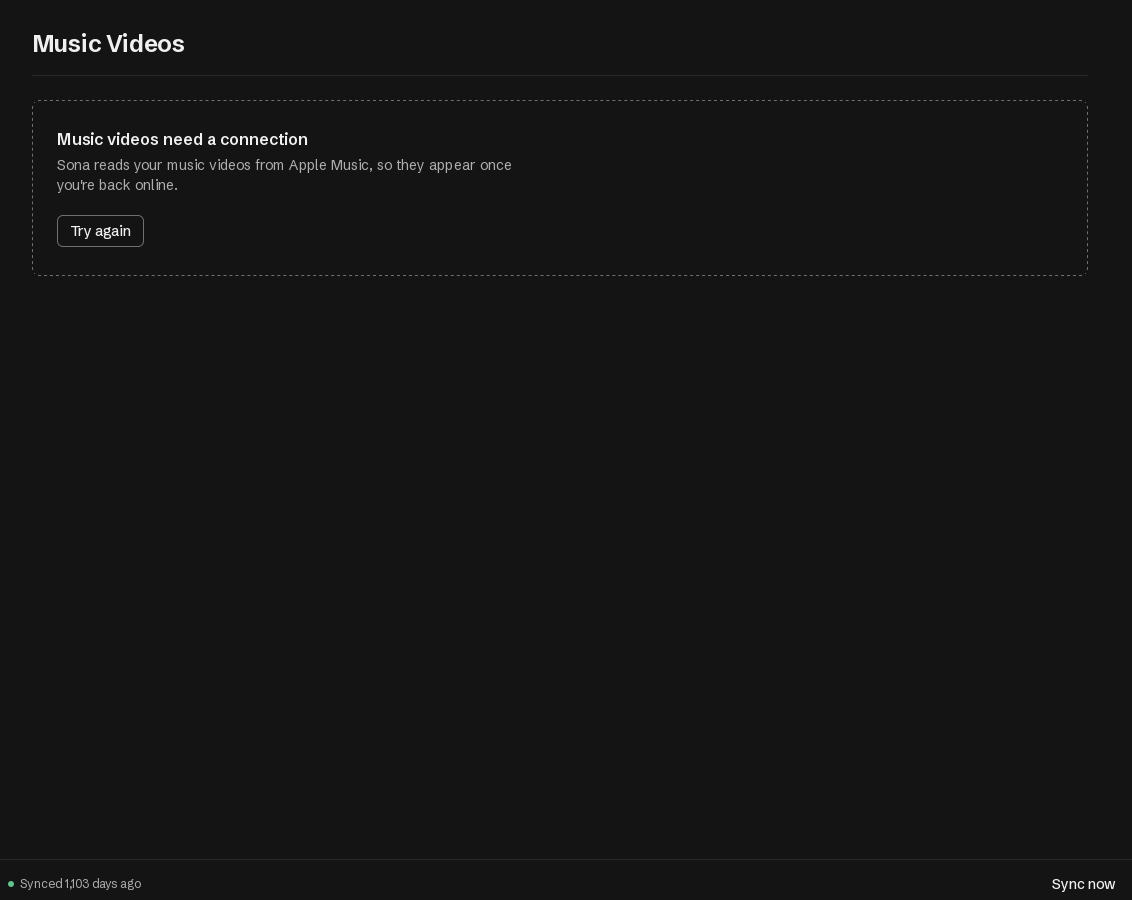 Music Videos
Music videos need a connection
Sona reads your music videos from Apple Music, so they appear once
you're back online.
Try again
Synced 1,103 days ago
Sync now